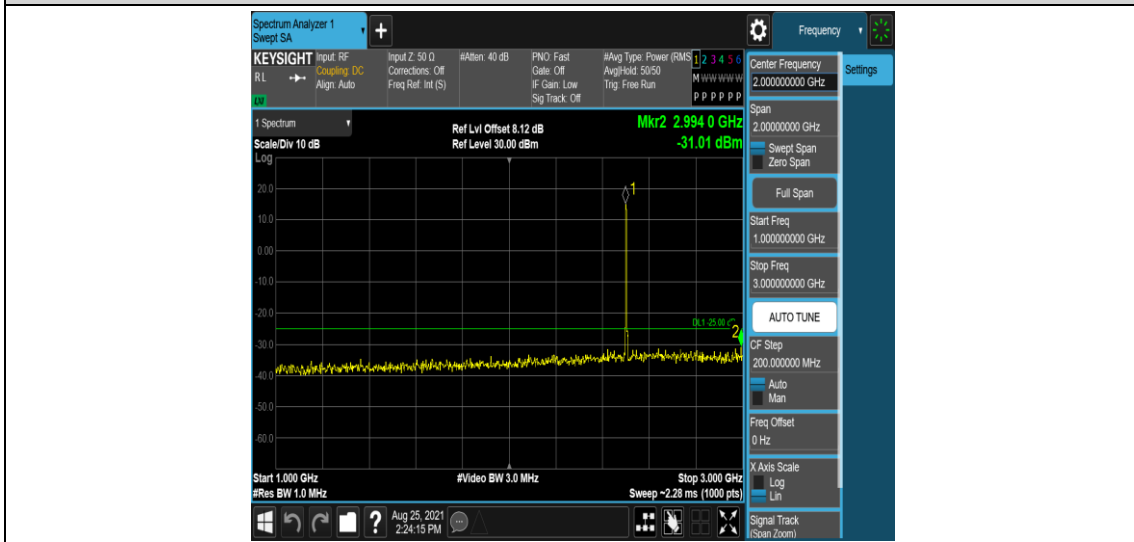 Spectrum Analyzer 1
Swept SA
+
Frequency
KEYSIGHT
RL
LXI
Input: RF
Coupling: DC
Align: Auto
Input Z: 50 Ω
Corrections: Off
Freq Ref: Int (S)
#Atten: 40 dB
PNO: Fast
Gate: Off
IF Gain: Low
Sig Track: Off
#Avg Type: Power (RMS
Avg|Hold: 50/50
Trig: Free Run
1 2 3 4 5 6
M W W W W W
P P P P P P
1 Spectrum
Scale/Div 10 dB
Log
Ref Lvl Offset 8.12 dB
Ref Level 30.00 dBm
Mkr2 2.994 0 GHz
-31.01 dBm
20.0
10.0
0.00
-10.0
-20.0
-30.0
-40.0
-50.0
-60.0
1
DL1 -25.00
2
Start 1.000 GHz
#Res BW 1.0 MHz
#Video BW 3.0 MHz
Stop 3.000 GHz
Sweep ~2.28 ms (1000 pts)
?
Aug 25, 2021
2:24:15 PM
Center Frequency
2.000000000 GHz
Settings
Span
2.00000000 GHz
Swept Span
Zero Span
Full Span
Start Freq
1.000000000 GHz
Stop Freq
3.000000000 GHz
AUTO TUNE
CF Step
200.000000 MHz
Auto
Man
Freq Offset
0 Hz
X Axis Scale
Log
Lin
Signal Track
(Span Zoom)